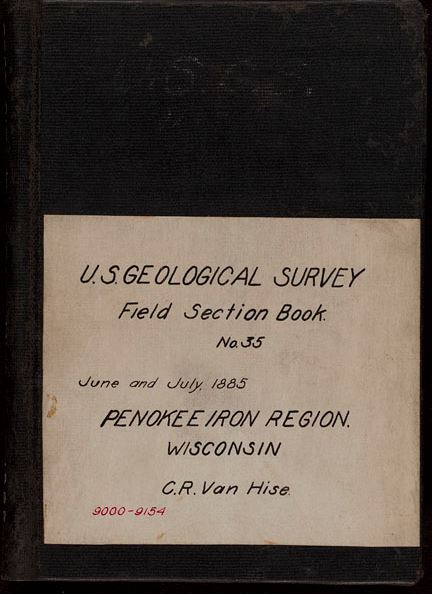 U.S. GEOLOGICAL SURVEY
Field Section Book.
No. 35
June and July, 1885
PENOKEE IRON REGION.
WISCONSIN
C.R. Van Hise.
9000-9154